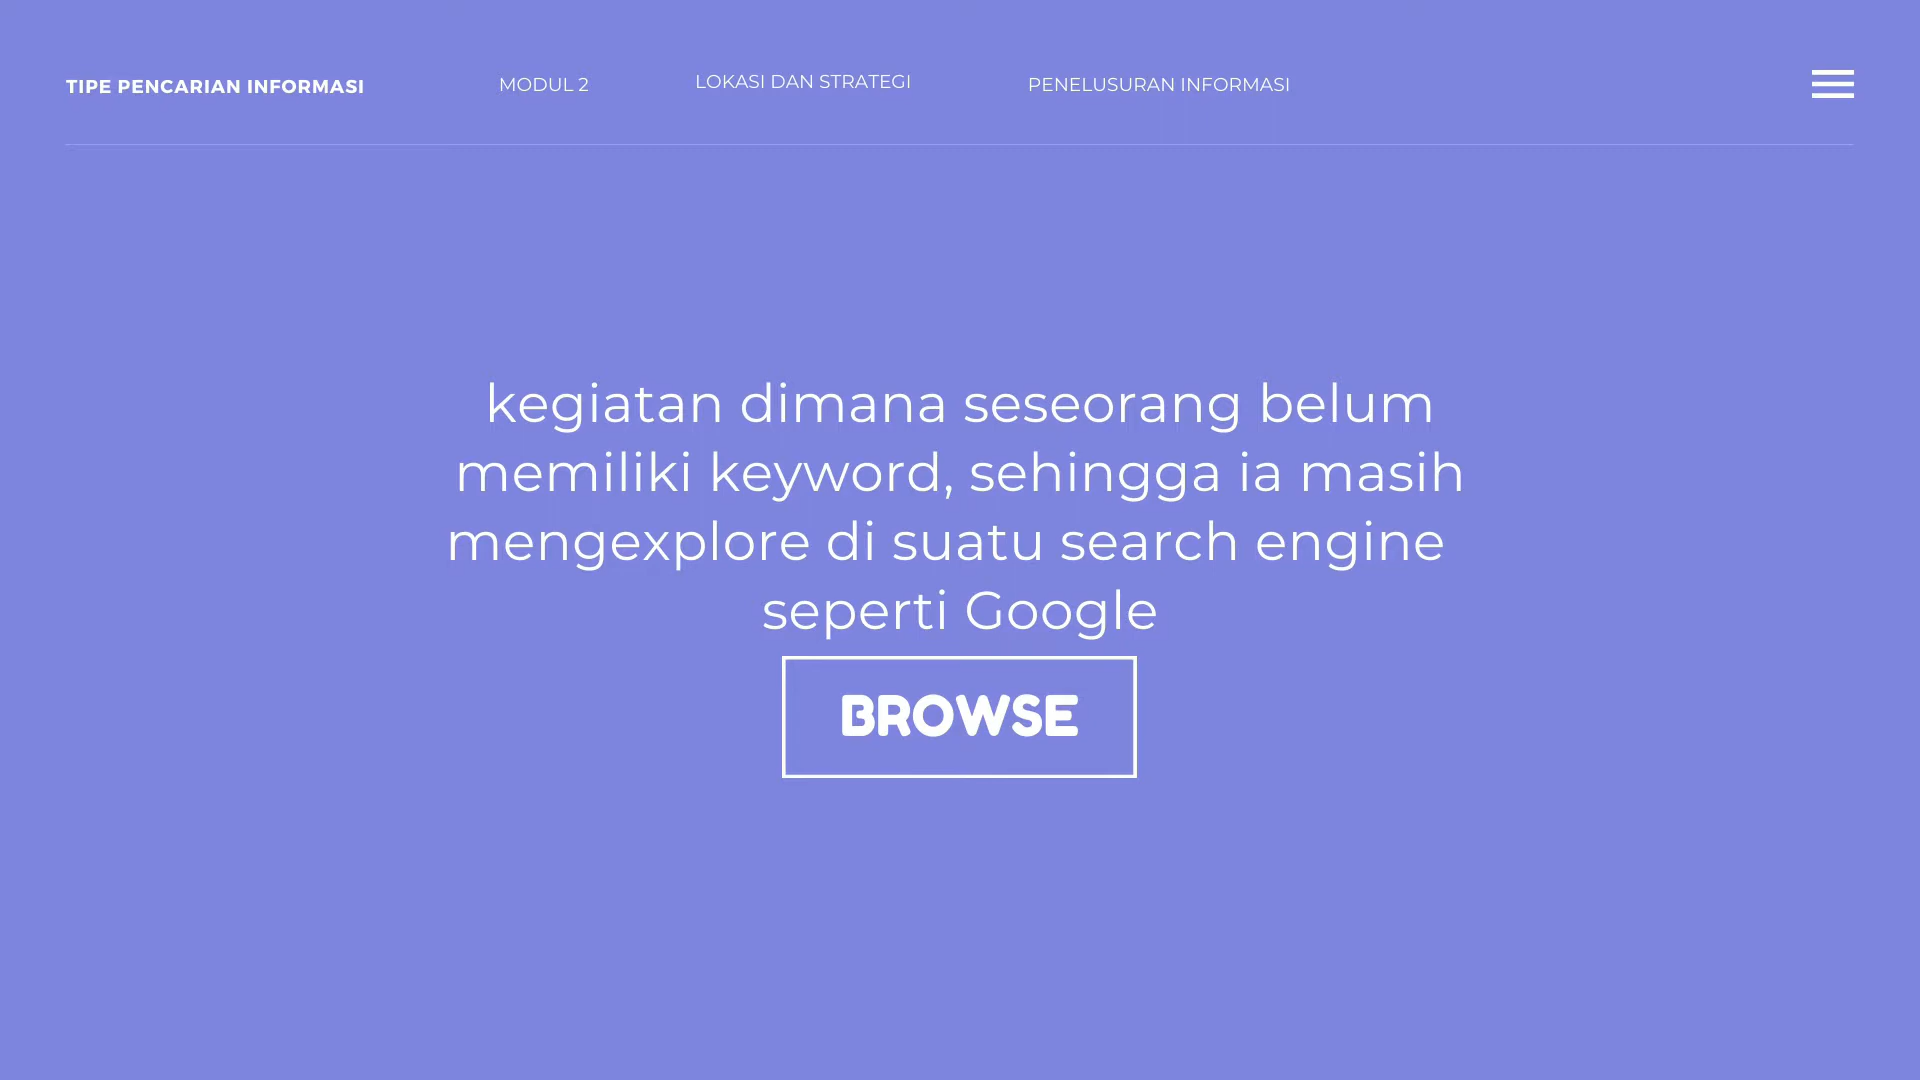 TIPE PENCARIAN INFORMASI
MODUL 2
LOKASI DAN STRATEGI
PENELUSURAN INFORMASI
kegiatan dimana seseorang belum
memiliki keyword, sehingga ia masih
mengexplore di suatu search engine
seperti Google
BROWSE